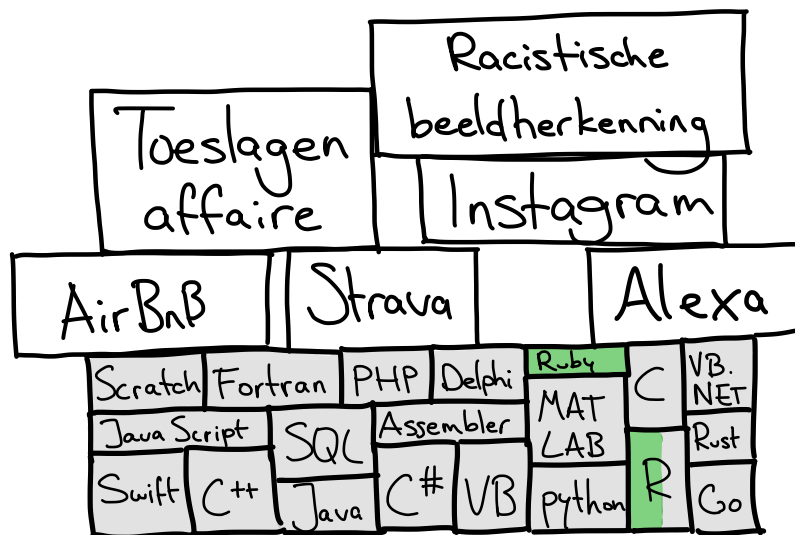 Racistische
beeldherkenning
Toeslagen
affaire
Instagram
AirBnB
Strava
Alexa
Scratch
Fortran
PHP
Delphi
Ruby
C
VB.
NET
Java Script
SQL
Assembler
MAT
LAB
Rust
Swift
C++
Java
C#
VB
python
R
Go